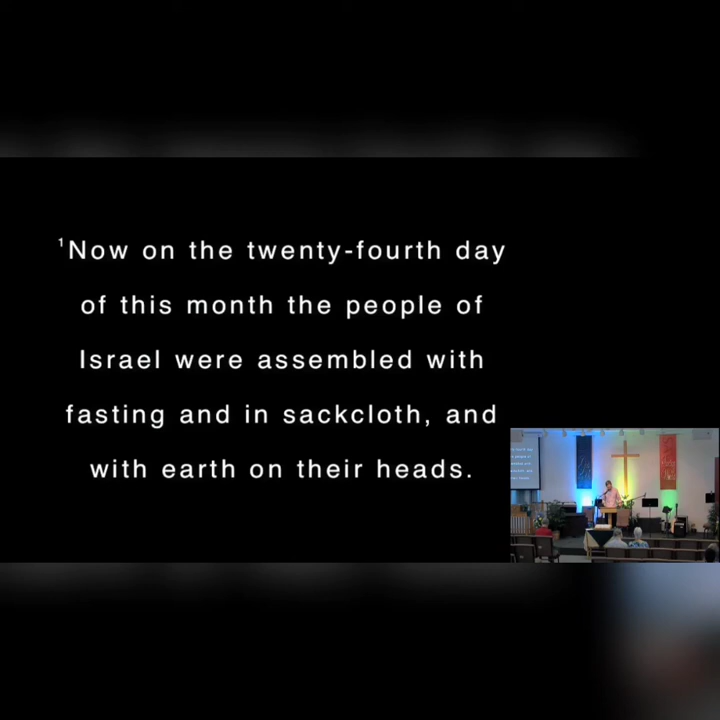 ¹Now on the twenty-fourth day
of this month the people of
Israel were assembled with
fasting and in sackcloth, and
with earth on their heads.